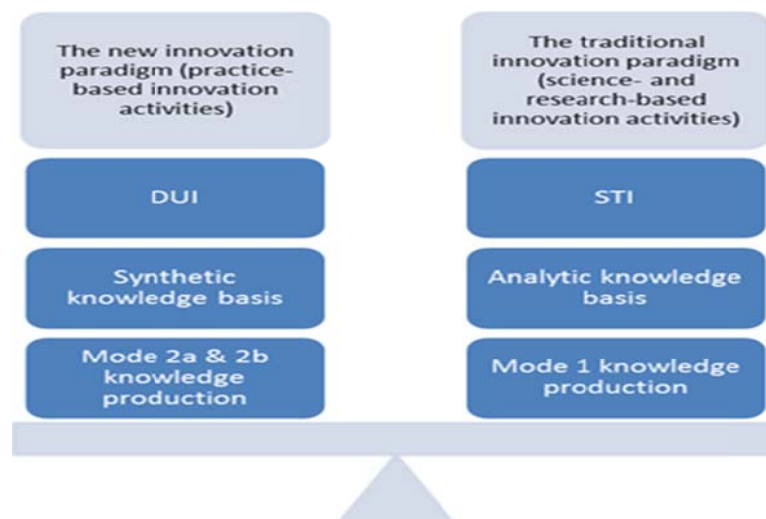 The new innovation
paradigm (practice-
based innovation
activities)
DUI
Synthetic
knowledge basis
Mode 2a & 2b
knowledge
production
The traditional
innovation paradigm
(science- and
research-based
innovation activities)
STI
Analytic knowledge
basis
Mode 1 knowledge
production